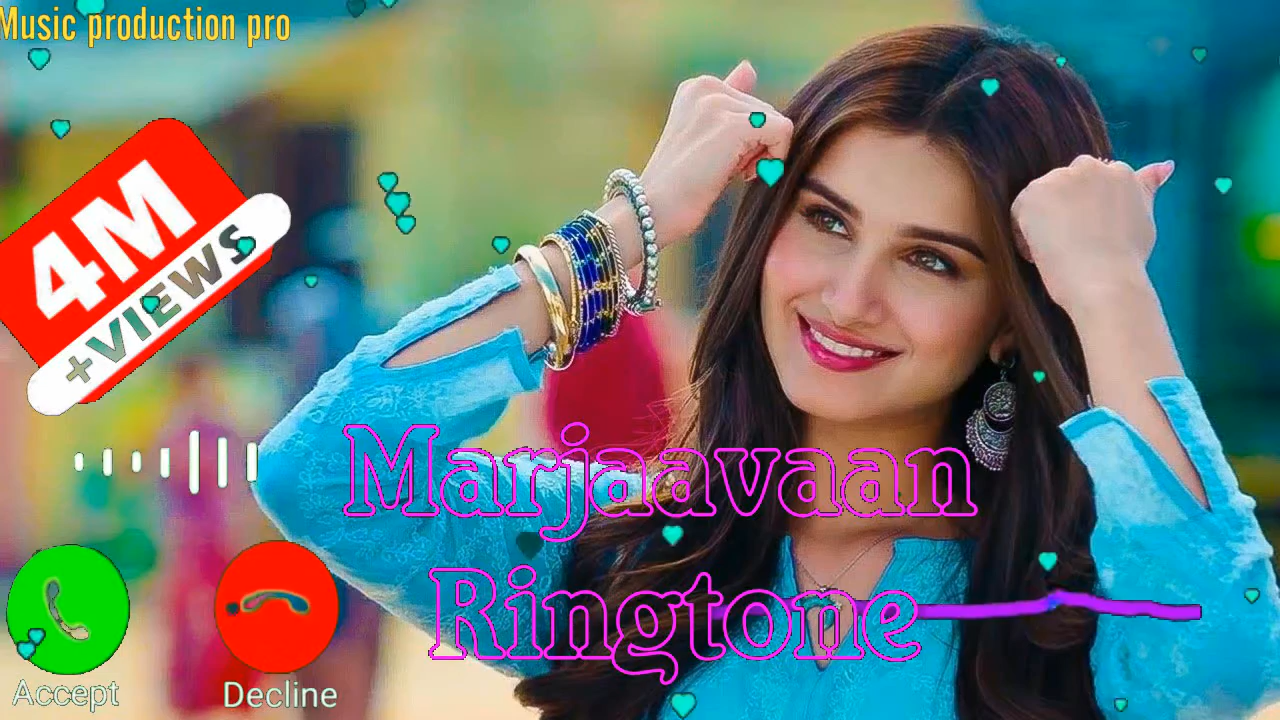 Music production pro
4M
+VIEWS
Marjaavaan
Ringtone
Accept
Decline